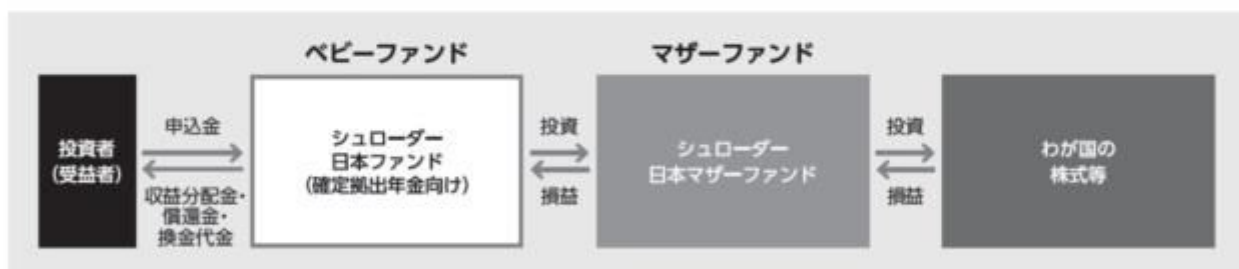 ベビーファンド
マザーファンド
投資者
(受益者)
申込金
収益分配金・
償還金・
換金代金
シュローダー
日本ファンド
(確定拠出年金向け)
投資
損益
シュローダー
日本マザーファンド
投資
損益
わが国の
株式等